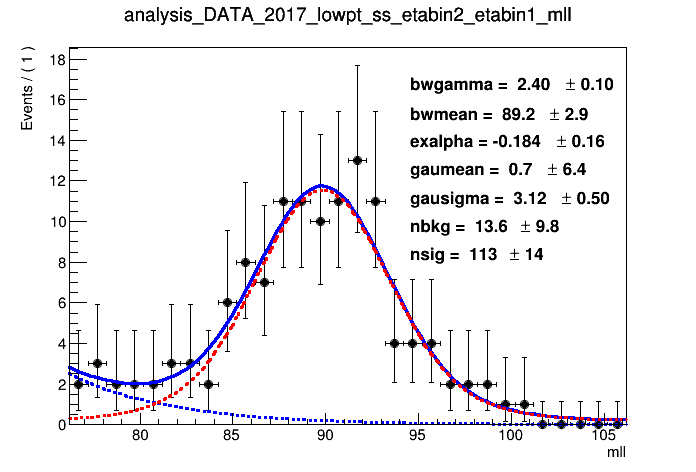 analysis_DATA_2017_lowpt_ss_etabin2_etabin1_mll
Events / ( 1 )
18
16
14
12
10
8
6
4
2
0
bwgamma = 2.40 ± 0.10
bwmean = 89.2 ± 2.9
exalpha = -0.184 ± 0.16
gaumean = 0.7 ± 6.4
gausigma = 3.12 ± 0.50
nbkg = 13.6 ± 9.8
nsig = 113 ± 14
80 85 90 95 100 105
mll